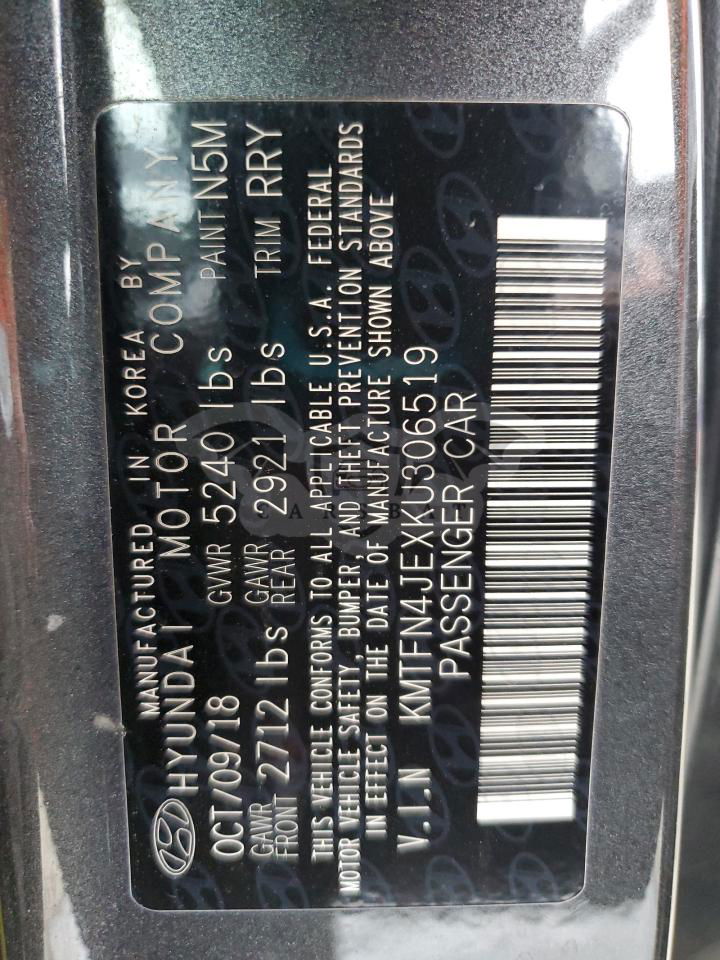 MANUFACTURED IN KOREA BY
HYUNDAI MOTOR COMPANY
OCT/09/18 GVWR 5240 lbs PAINT N5M
GAWR FRONT 2712 lbs GAWR REAR 2921 lbs TRIM RRY
THIS VEHICLE CONFORMS TO ALL APPLICABLE U.S.A. FEDERAL
MOTOR VEHICLE SAFETY, BUMPER, AND THEFT PREVENTION STANDARDS
IN EFFECT ON THE DATE OF MANUFACTURE SHOWN ABOVE
V.I.N KMTFN4JEXKU306519
PASSENGER CAR